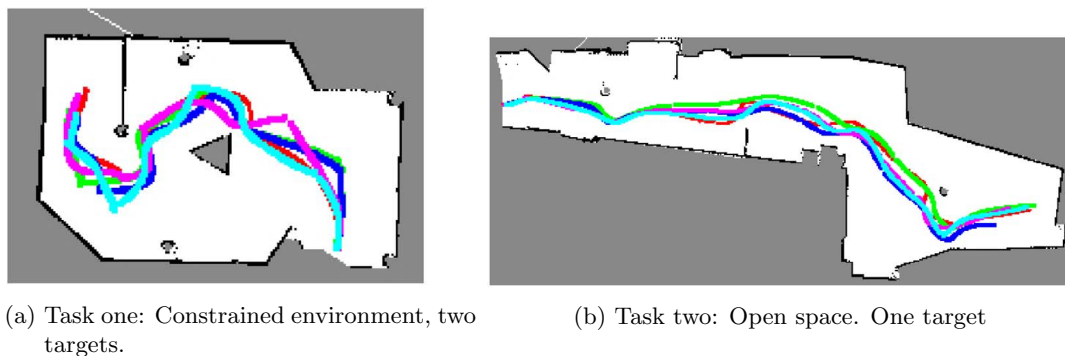 (a) Task one: Constrained environment, two
targets.
(b) Task two: Open space. One target